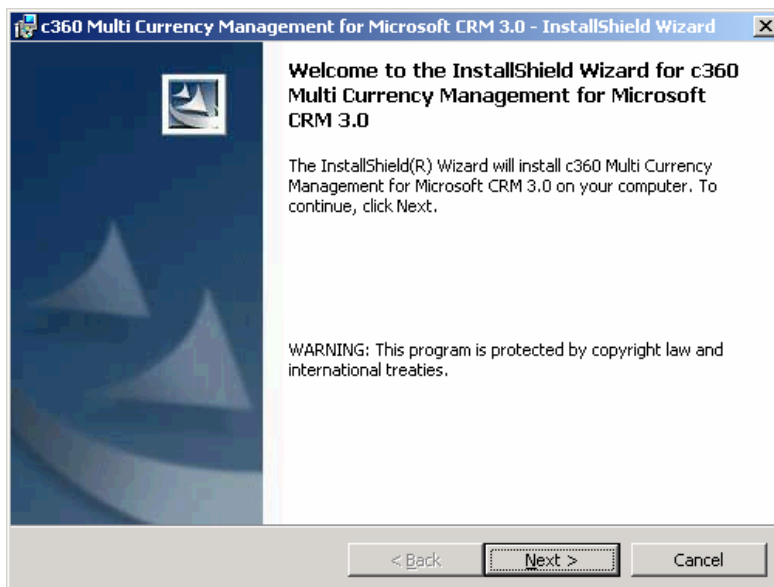 c360 Multi Currency Management for Microsoft CRM 3.0 - InstallShield Wizard
Welcome to the InstallShield Wizard for c360
Multi Currency Management for Microsoft
CRM 3.0
The InstallShield(R) Wizard will install c360 Multi Currency
Management for Microsoft CRM 3.0 on your computer. To
continue, click Next.
WARNING: This program is protected by copyright law and
international treaties.
< Back
Next >
Cancel